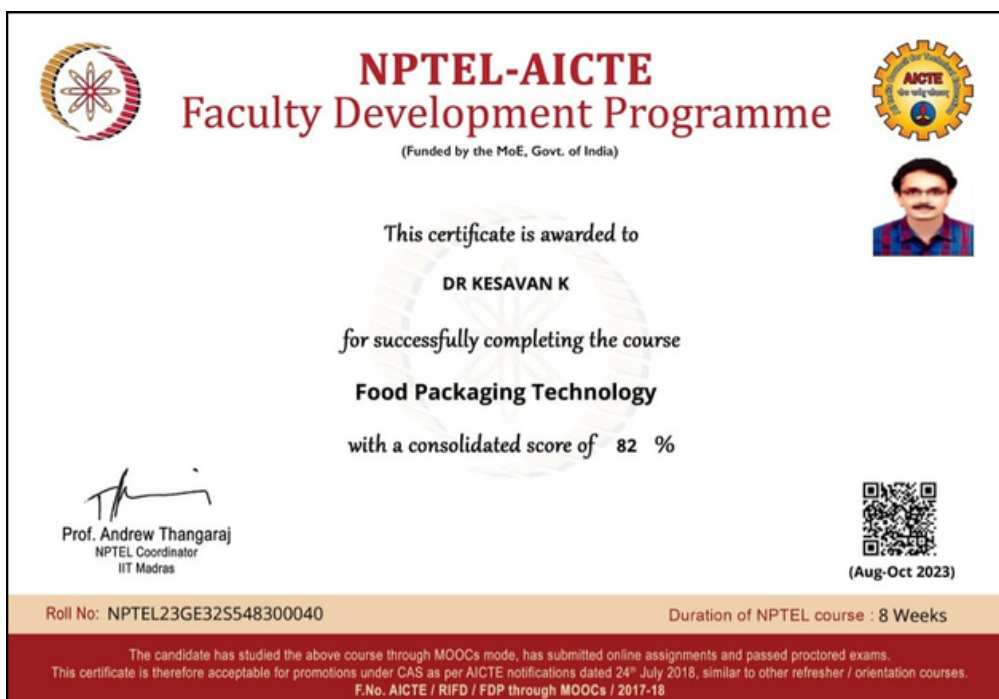 NPTEL-AICTE
Faculty Development Programme
(Funded by the MoE, Govt. of India)
AICTE
This certificate is awarded to
DR KESAVAN K
for successfully completing the course
Food Packaging Technology
with a consolidated score of 82 %
Prof. Andrew Thangaraj
NPTEL Coordinator
IIT Madras
(Aug-Oct 2023)
Roll No: NPTEL23GE32S548300040
Duration of NPTEL course : 8 Weeks
The candidate has studied the above course through MOOCs mode, has submitted online assignments and passed proctored exams.
This certificate is therefore acceptable for promotions under CAS as per AICTE notifications dated 24th July 2018, similar to other refresher / orientation courses.
F.No. AICTE / RIFD / FDP through MOOCs / 2017-18